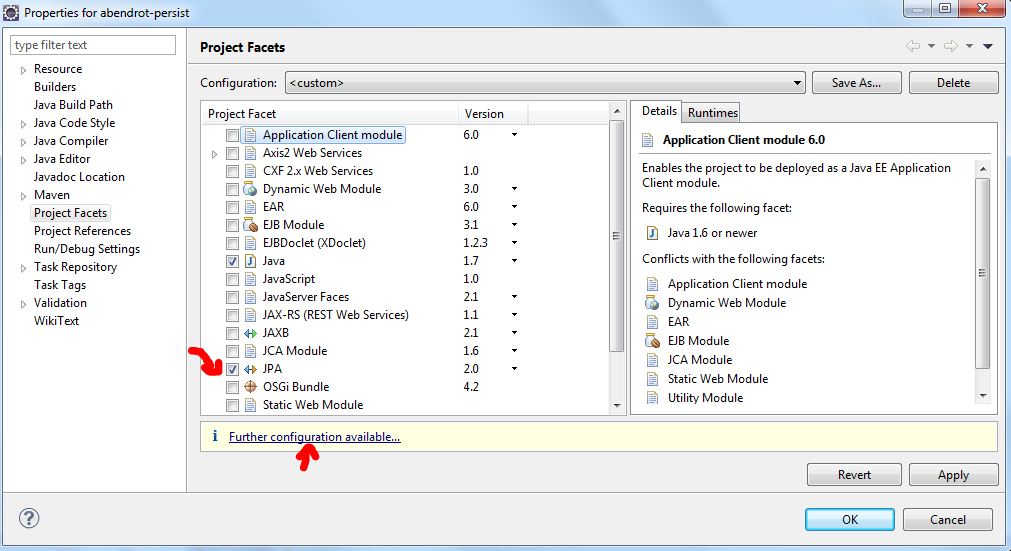 Properties for abendrot-persist
type filter text
Resource
Builders
Java Build Path
Java Code Style
Java Compiler
Java Editor
Javadoc Location
Maven
Project Facets
Project References
Run/Debug Settings
Task Repository
Task Tags
Validation
WikiText
Project Facets
Configuration: <custom> Save As... Delete
Project Facet Version
Application Client module 6.0
Axis2 Web Services
CXF 2.x Web Services 1.0
Dynamic Web Module 3.0
EAR 6.0
EJB Module 3.1
EJBDoclet (XDoclet) 1.2.3
Java 1.7
JavaScript 1.0
JavaServer Faces 2.1
JAX-RS (REST Web Services) 1.1
JAXB 2.1
JCA Module 1.6
JPA 2.0
OSGi Bundle 4.2
Static Web Module
Details Runtimes
Application Client module 6.0
Enables the project to be deployed as a Java EE Application
Client module.
Requires the following facet:
Java 1.6 or newer
Conflicts with the following facets:
Application Client module
Dynamic Web Module
EAR
EJB Module
JCA Module
Static Web Module
Utility Module
Further configuration available...
Revert Apply
OK Cancel